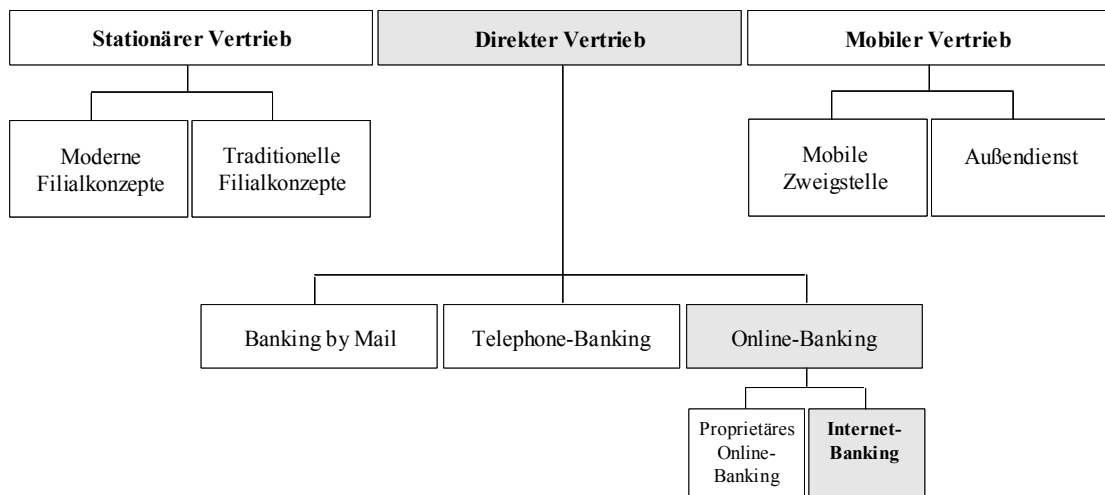 Stationärer Vertrieb
Direkter Vertrieb
Mobiler Vertrieb
Moderne
Filialkonzepte
Traditionelle
Filialkonzepte
Mobile
Zweigstelle
Außendienst
Banking by Mail
Telephone-Banking
Online-Banking
Proprietäres
Online-
Banking
Internet-
Banking